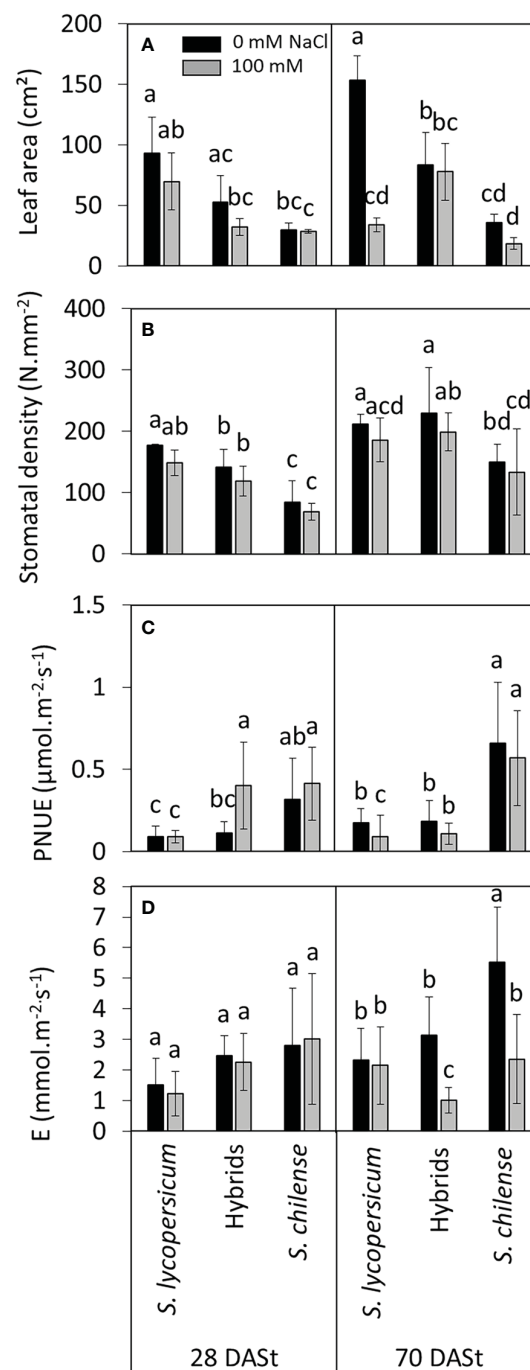 Leaf area (cm²)
200
150
100
50
0
A
0 mM NaCl
100 mM
a
ab
ac
bc
bc
c
a
cd
b
bc
cd
d
Stomatal density (N.mm⁻²)
400
300
200
100
0
B
a
ab
b
b
c
c
a
acd
a
ab
bd
cd
PNUE (µmol.m⁻²·s⁻¹)
1.5
1
0.5
0
C
c
c
bc
a
ab
a
b
c
b
b
a
a
E (mmol.m⁻²·s⁻¹)
8
7
6
5
4
3
2
1
0
D
a
a
a
a
a
a
b
b
b
c
a
b
S. lycopersicum
Hybrids
S. chilense
S. lycopersicum
Hybrids
S. chilense
28 DASt
70 DASt